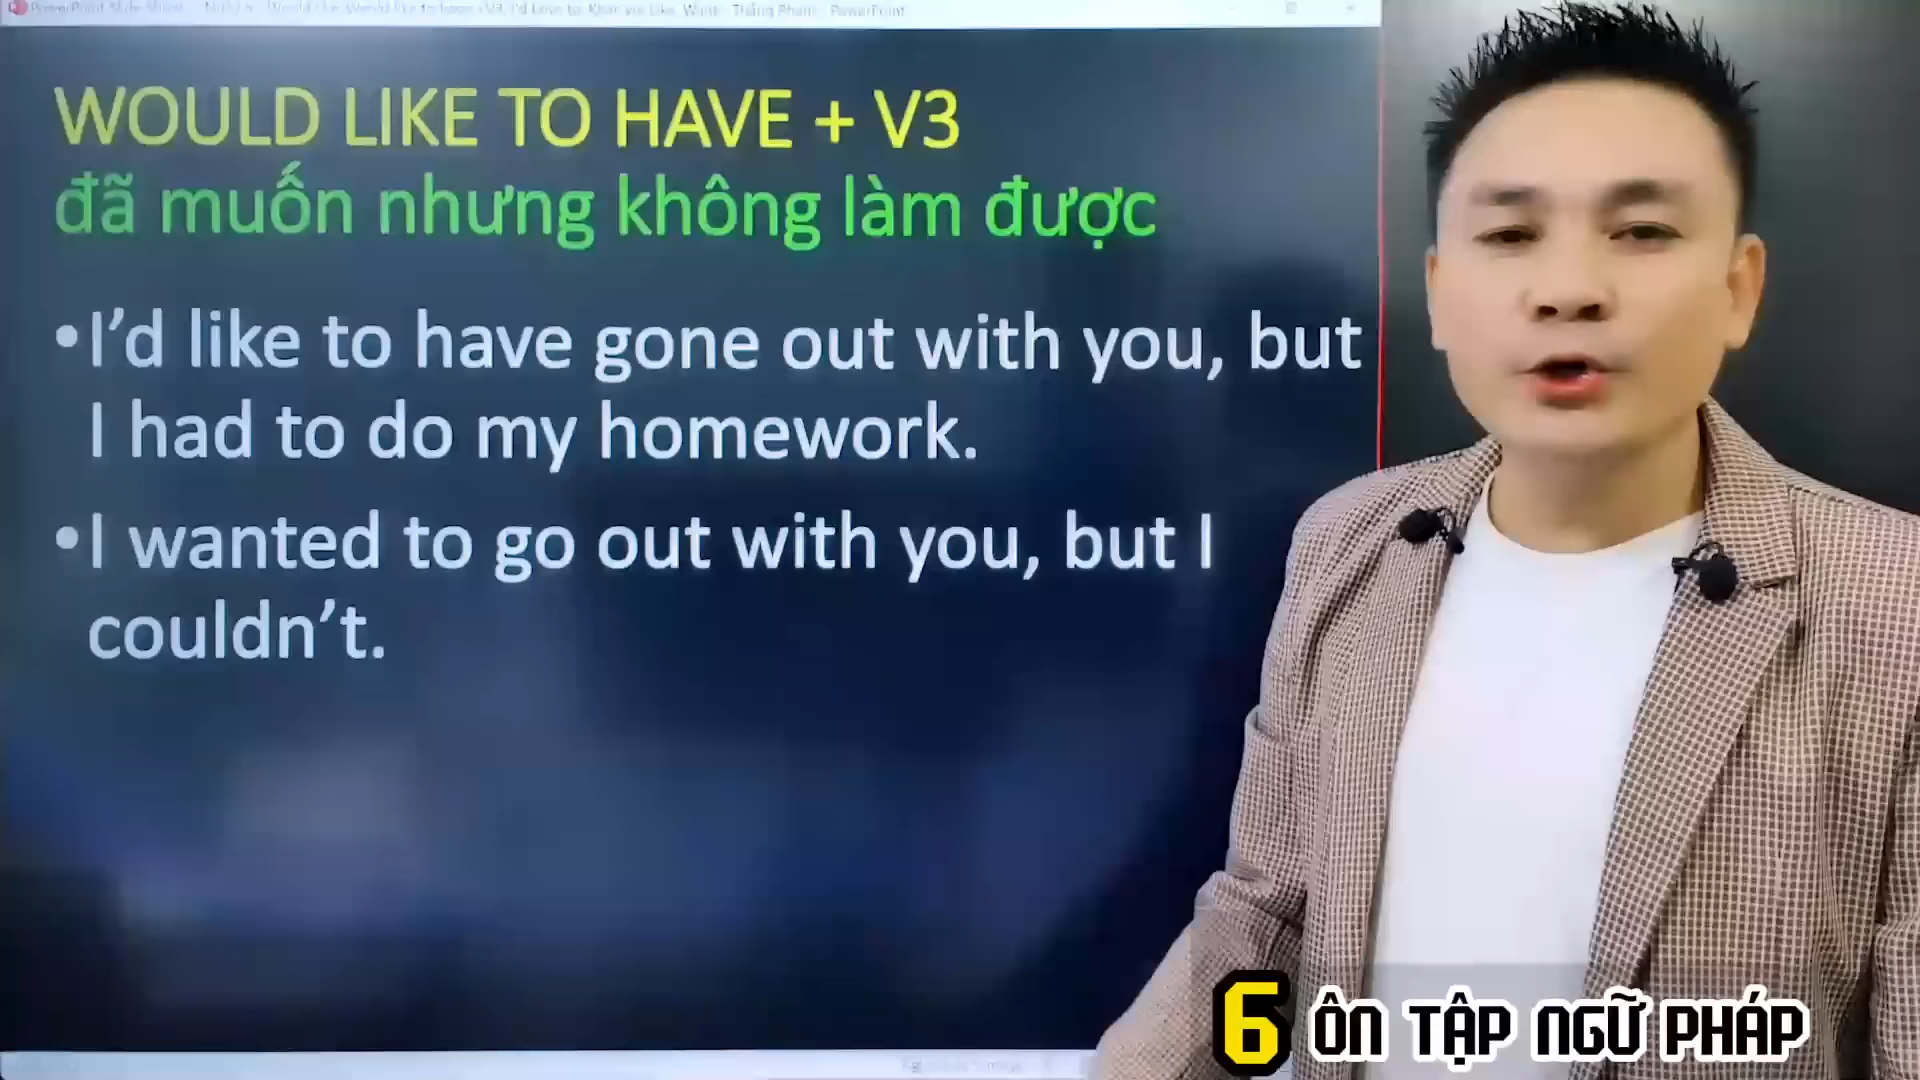 WOULD LIKE TO HAVE + V3
đã muốn nhưng không làm được
•I’d like to have gone out with you, but
I had to do my homework.
•I wanted to go out with you, but I
couldn’t.
6 ÔN TẬP NGỮ PHÁP